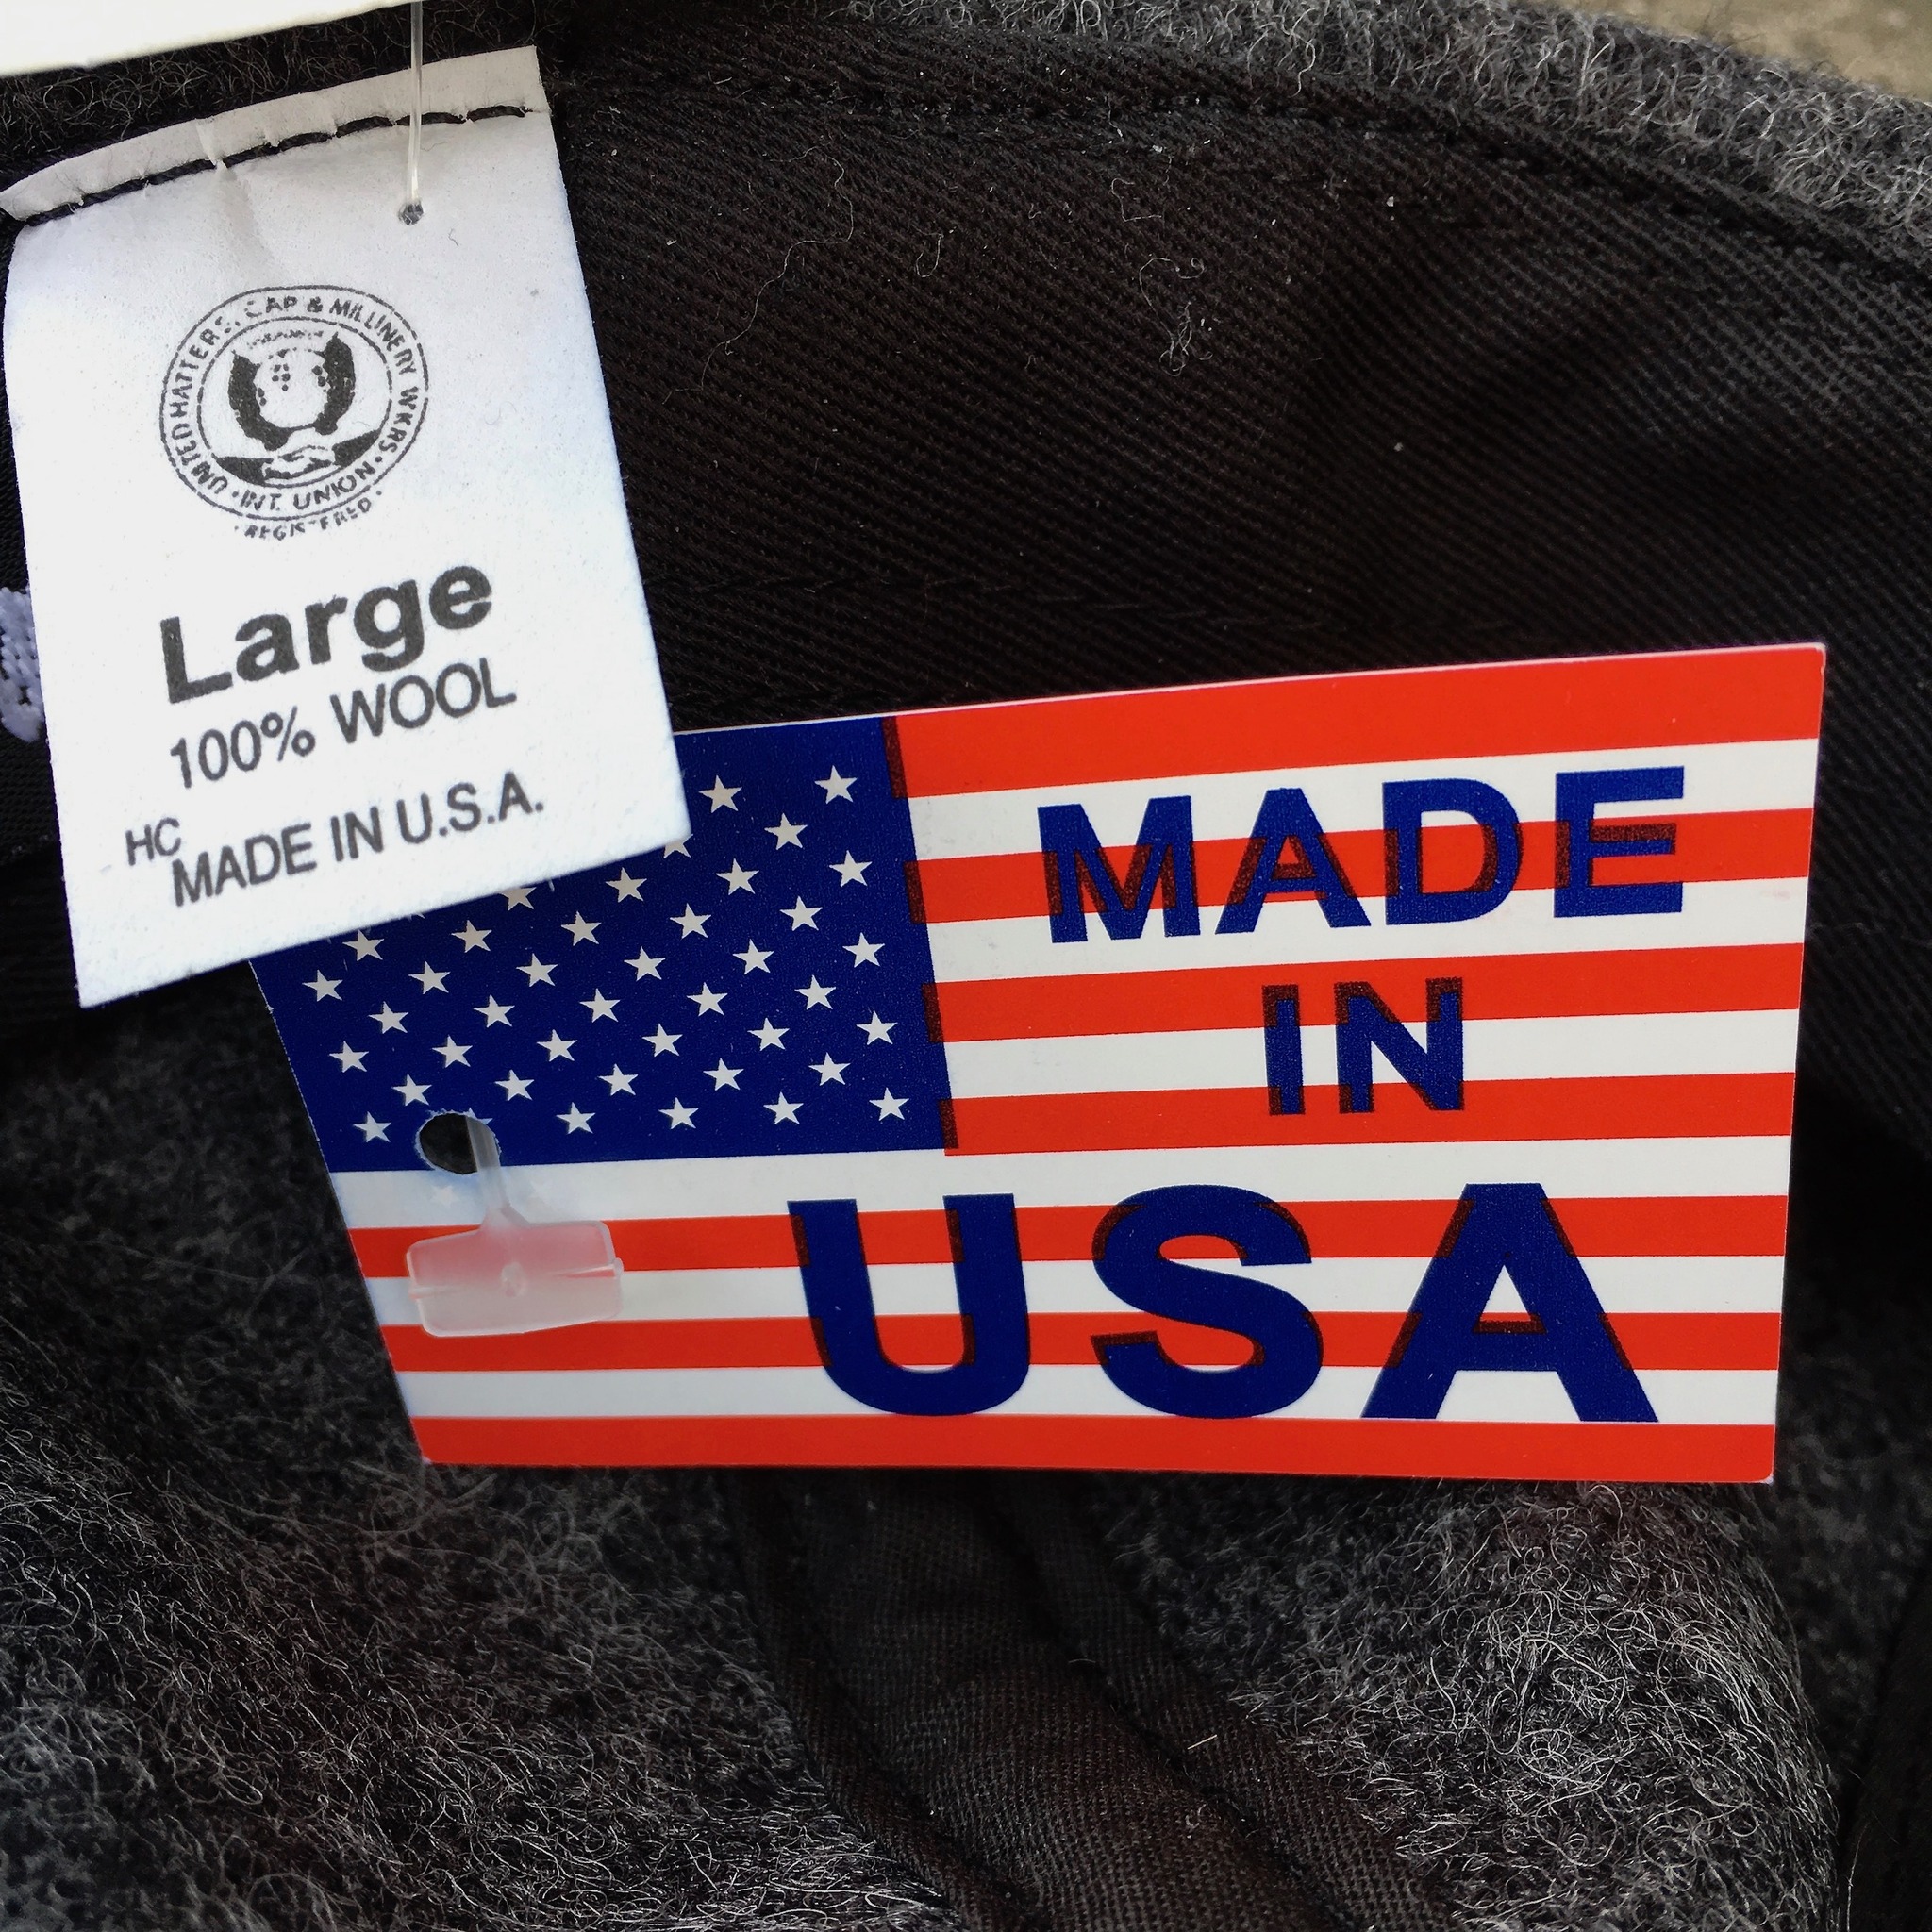 UNITED HATTERS, CAP & MILLINERY WKRS.
INT. UNION
REGISTERED
Large
100% WOOL
HC
MADE IN U.S.A.
MADE
IN
USA